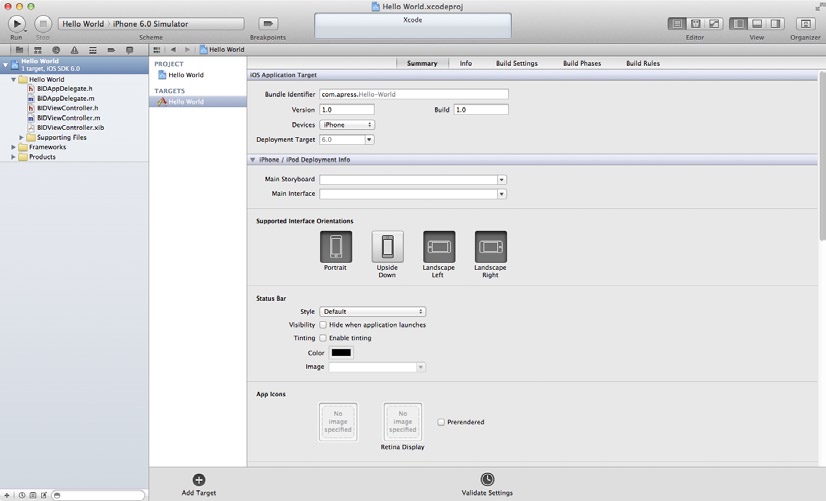 Hello World.xcodeproj
Run
Stop
Hello World
iPhone 6.0 Simulator
Scheme
Breakpoints
Xcode
Editor
View
Organizer
Hello World
1 target, iOS SDK 6.0
Hello World
BIDAppDelegate.h
BIDAppDelegate.m
BIDViewController.h
BIDViewController.m
BIDViewController.xib
Supporting Files
Frameworks
Products
Hello World
PROJECT
Hello World
TARGETS
Hello World
Summary
Info
Build Settings
Build Phases
Build Rules
iOS Application Target
Bundle Identifier com.apress.Hello-World
Version 1.0 Build 1.0
Devices iPhone
Deployment Target 6.0
iPhone / iPod Deployment Info
Main Storyboard
Main Interface
Supported Interface Orientations
Portrait
Upside Down
Landscape Left
Landscape Right
Status Bar
Style Default
Visibility Hide when application launches
Tinting Enable tinting
Color
Image
App Icons
No image specified
No image specified
Prerendered
Retina Display
Add Target
Validate Settings